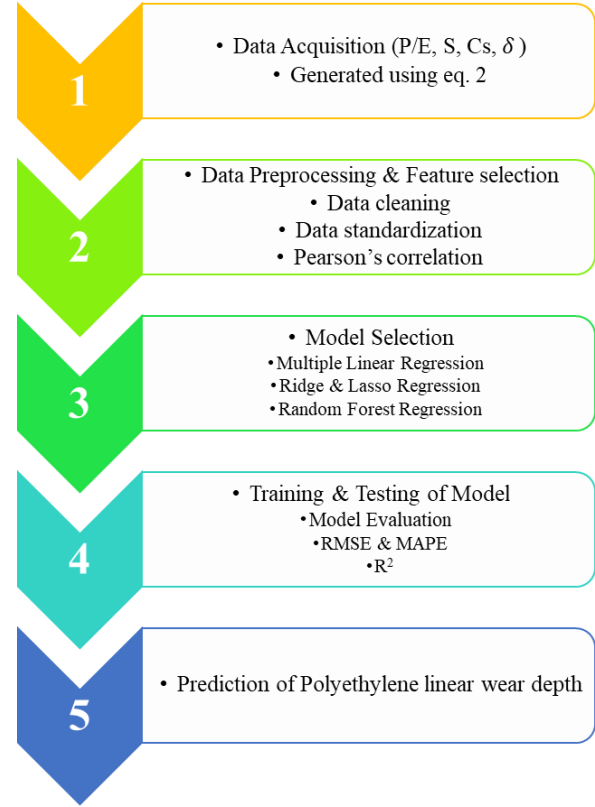 1
• Data Acquisition (P/E, S, Cs, δ )
• Generated using eq. 2
2
• Data Preprocessing & Feature selection
• Data cleaning
• Data standardization
• Pearson's correlation
3
• Model Selection
•Multiple Linear Regression
•Ridge & Lasso Regression
•Random Forest Regression
4
• Training & Testing of Model
•Model Evaluation
•RMSE & MAPE
•R²
5
• Prediction of Polyethylene linear wear depth